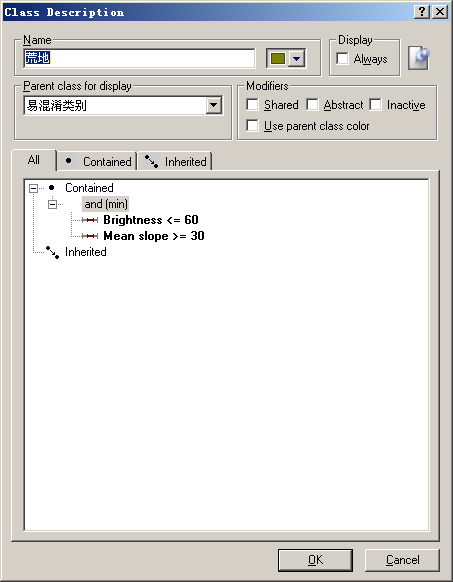 Class Description
Name
荒地
Display
Always
Parent class for display
易混淆类别
Modifiers
Shared
Abstract
Inactive
Use parent class color
All
Contained
Inherited
Contained
and (min)
Brightness <= 60
Mean slope >= 30
Inherited
OK
Cancel